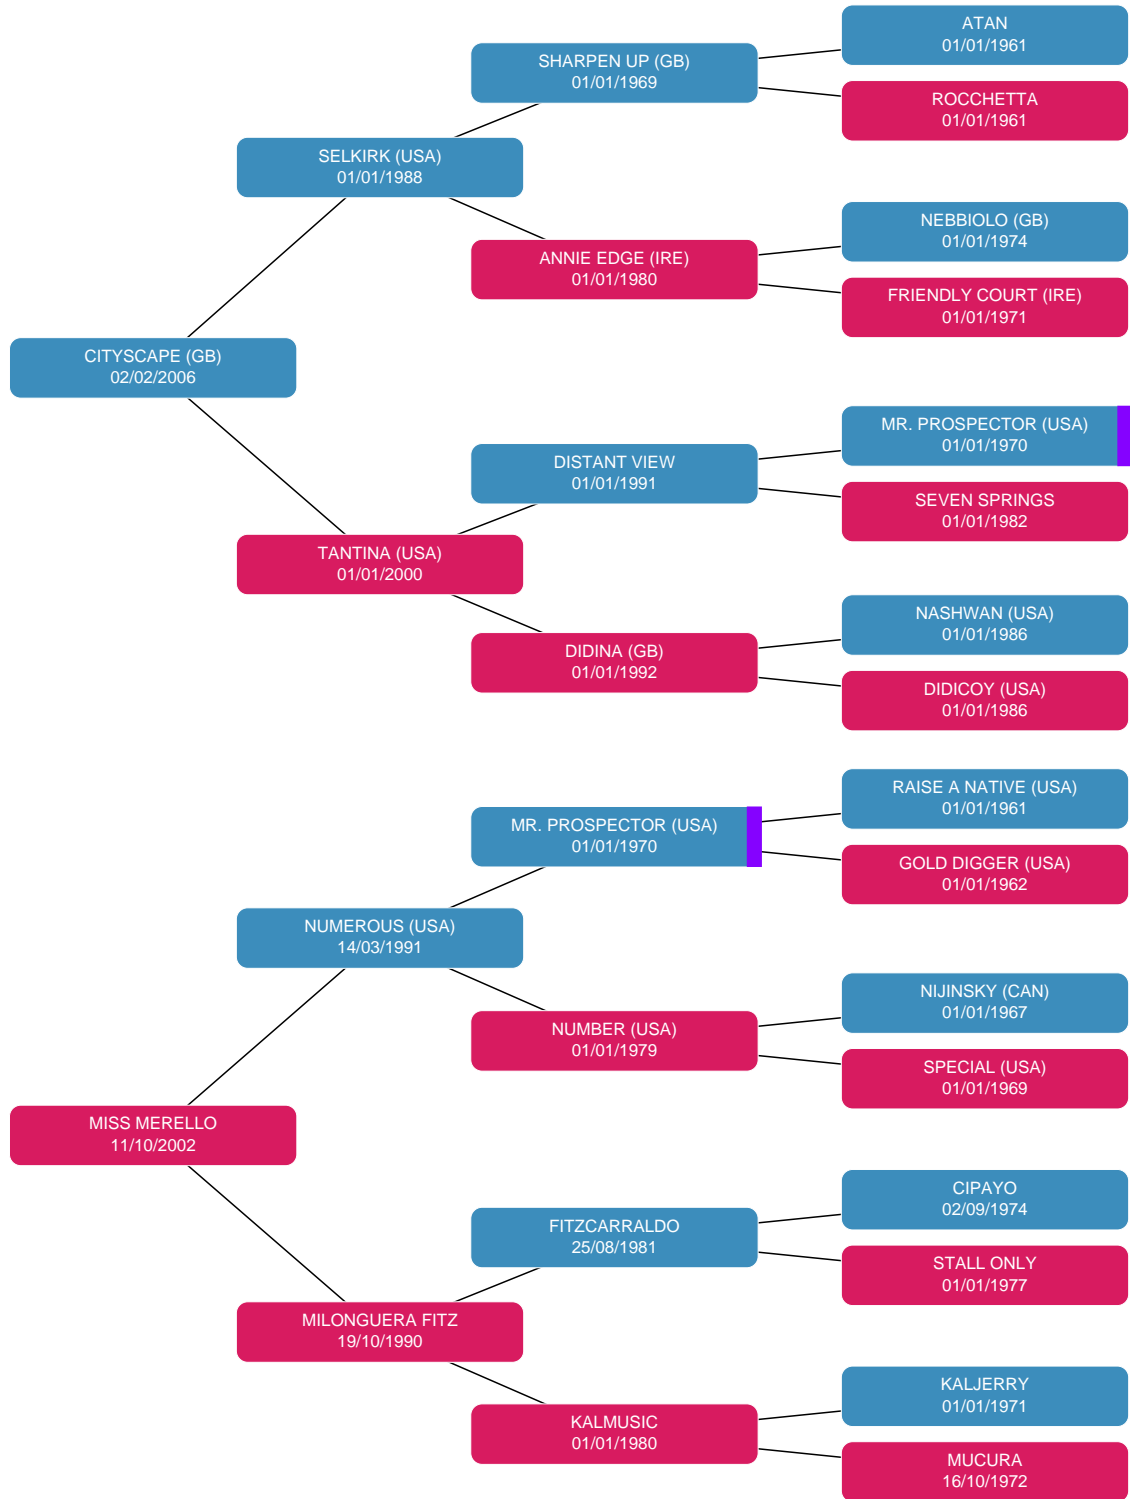 ATAN
01/01/1961
SHARPEN UP (GB)
01/01/1969
ROCCHETTA
01/01/1961
SELKIRK (USA)
01/01/1988
NEBBIOLO (GB)
01/01/1974
ANNIE EDGE (IRE)
01/01/1980
FRIENDLY COURT (IRE)
01/01/1971
CITYSCAPE (GB)
02/02/2006
MR. PROSPECTOR (USA)
01/01/1970
DISTANT VIEW
01/01/1991
SEVEN SPRINGS
01/01/1982
TANTINA (USA)
01/01/2000
NASHWAN (USA)
01/01/1986
DIDINA (GB)
01/01/1992
DIDICOY (USA)
01/01/1986
RAISE A NATIVE (USA)
01/01/1961
MR. PROSPECTOR (USA)
01/01/1970
GOLD DIGGER (USA)
01/01/1962
NUMEROUS (USA)
14/03/1991
NIJINSKY (CAN)
01/01/1967
NUMBER (USA)
01/01/1979
SPECIAL (USA)
01/01/1969
MISS MERELLO
11/10/2002
CIPAYO
02/09/1974
FITZCARRALDO
25/08/1981
STALL ONLY
01/01/1977
MILONGUERA FITZ
19/10/1990
KALJERRY
01/01/1971
KALMUSIC
01/01/1980
MUCURA
16/10/1972